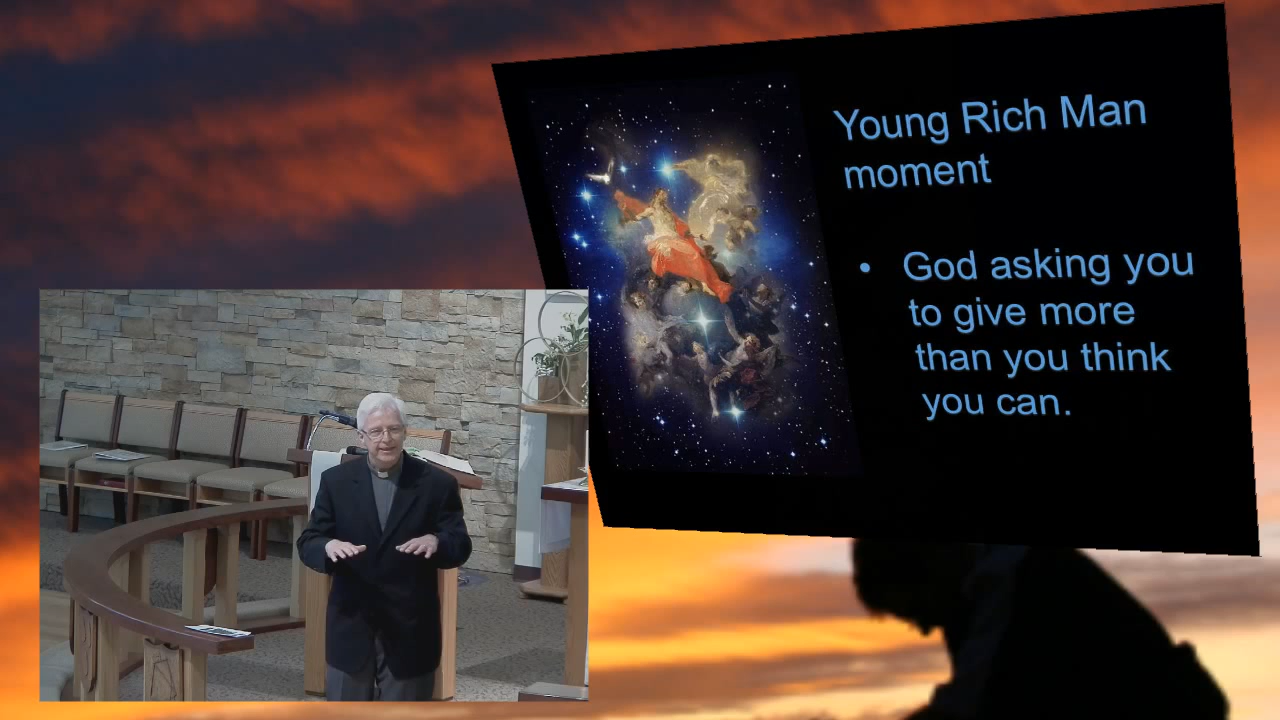 Young Rich Man
moment
• God asking you
to give more
than you think
you can.